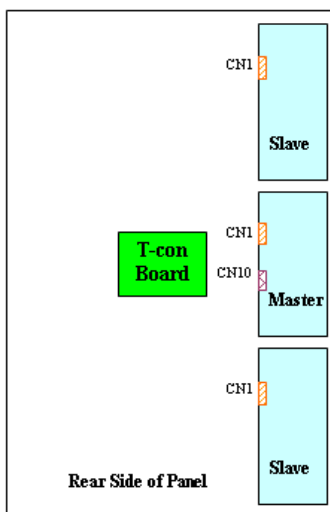 CN1
Slave
CN1
T-con
Board
CN10
Master
CN1
Slave
Rear Side of Panel